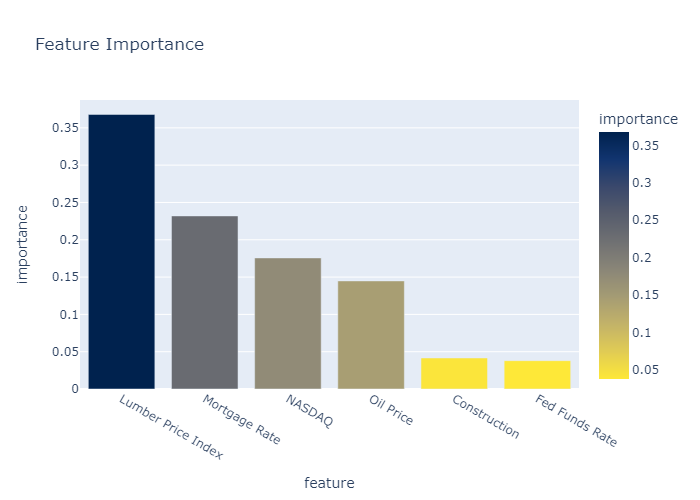 Feature Importance
importance
0.35
0.3
0.25
0.2
0.15
0.1
0.05
0
Lumber Price Index
Mortgage Rate
NASDAQ
Oil Price
Construction
Fed Funds Rate
feature
importance
0.35
0.3
0.25
0.2
0.15
0.1
0.05